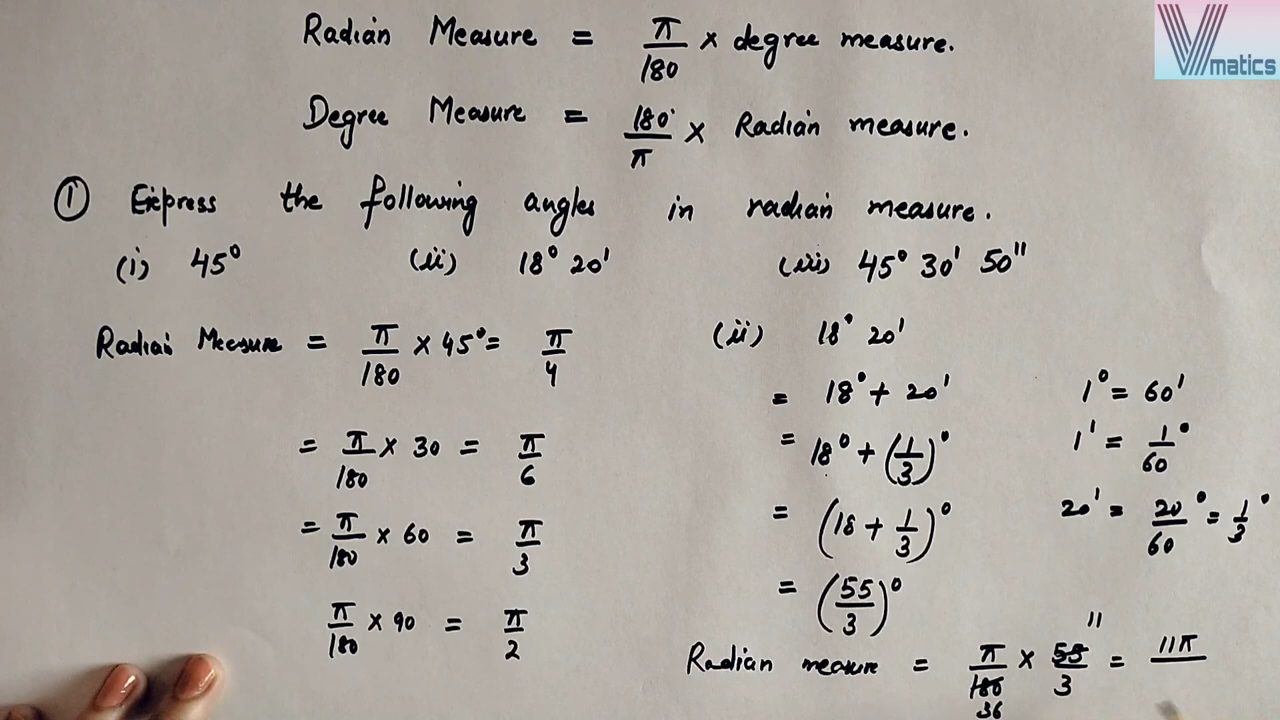 Radian Measure = π/180 × degree measure.
Degree Measure = 180°/π × Radian measure.
① Express the following angles in radian measure.
(i) 45° (ii) 18° 20' (iii) 45° 30' 50"
Radian Measure = π/180 × 45° = π/4
= π/180 × 30 = π/6
= π/180 × 60 = π/3
π/180 × 90 = π/2
(ii) 18° 20'
= 18° + 20'
= 18° + (1/3)°
= (18 + 1/3)°
= (55/3)°
1° = 60'
1' = 1/60°
20' = 20/60° = 1/3°
Radian measure = π/180 36 × 55/3 11 = 11π
Vmatics